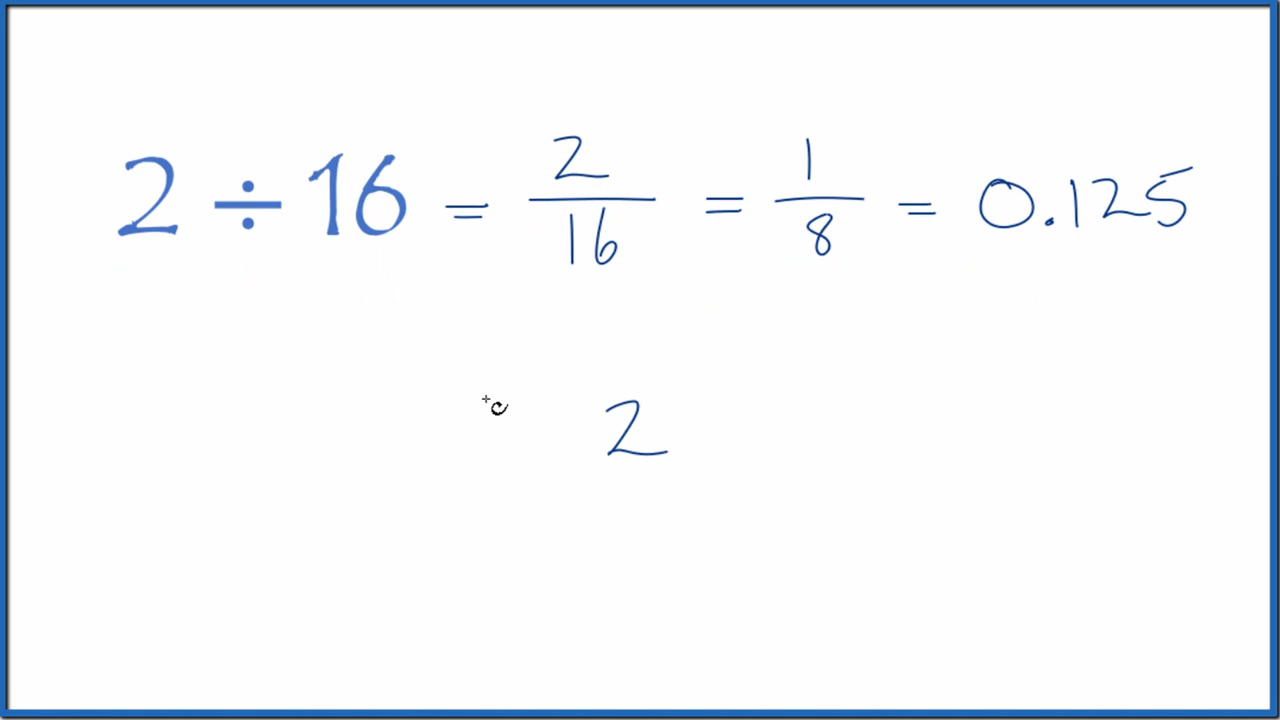 2 ÷ 16 = 2/16 = 1/8 = 0.125
2